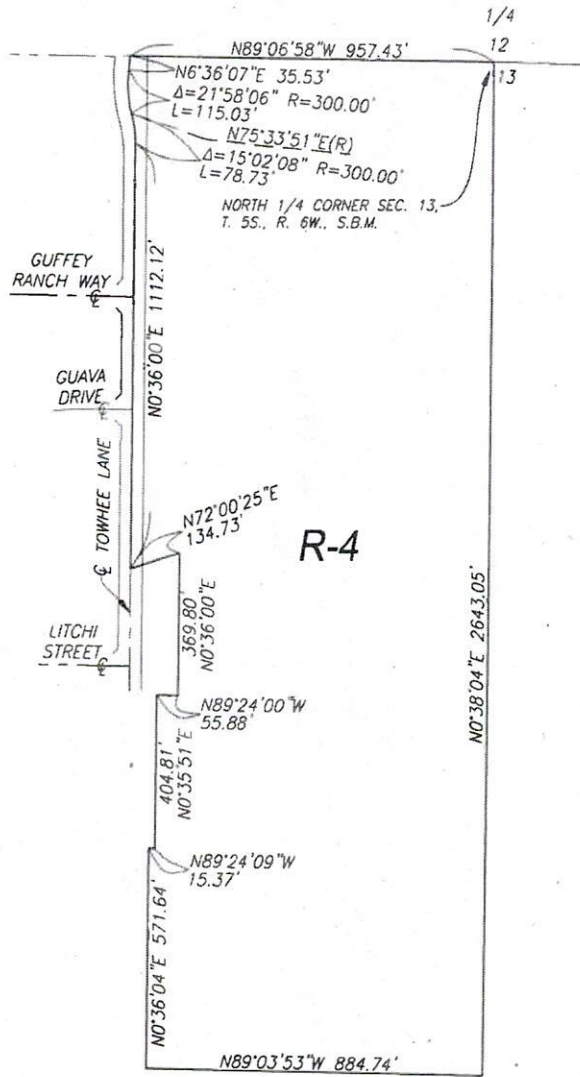 1/4
N89°06'58"W 957.43'
12
13
N6°36'07"E 35.53'
Δ=21°58'06" R=300.00'
L=115.03'
N75°33'51"E(R)
Δ=15°02'08" R=300.00'
L=78.73'
NORTH 1/4 CORNER SEC. 13,
T. 5S., R. 6W., S.B.M.
GUFFEY
RANCH WAY
℄
N0°36'00"E 1112.12'
GUAVA
DRIVE
℄
℄ TOWHEE LANE
N72°00'25"E
134.73'
R-4
LITCHI
STREET
℄
369.80'
N0°36'00"E
N0°38'04"E 2643.05'
N89°24'00"W
55.88'
404.81'
N0°35'51"E
N89°24'09"W
15.37'
N0°36'04"E 571.64'
N89°03'53"W 884.74'